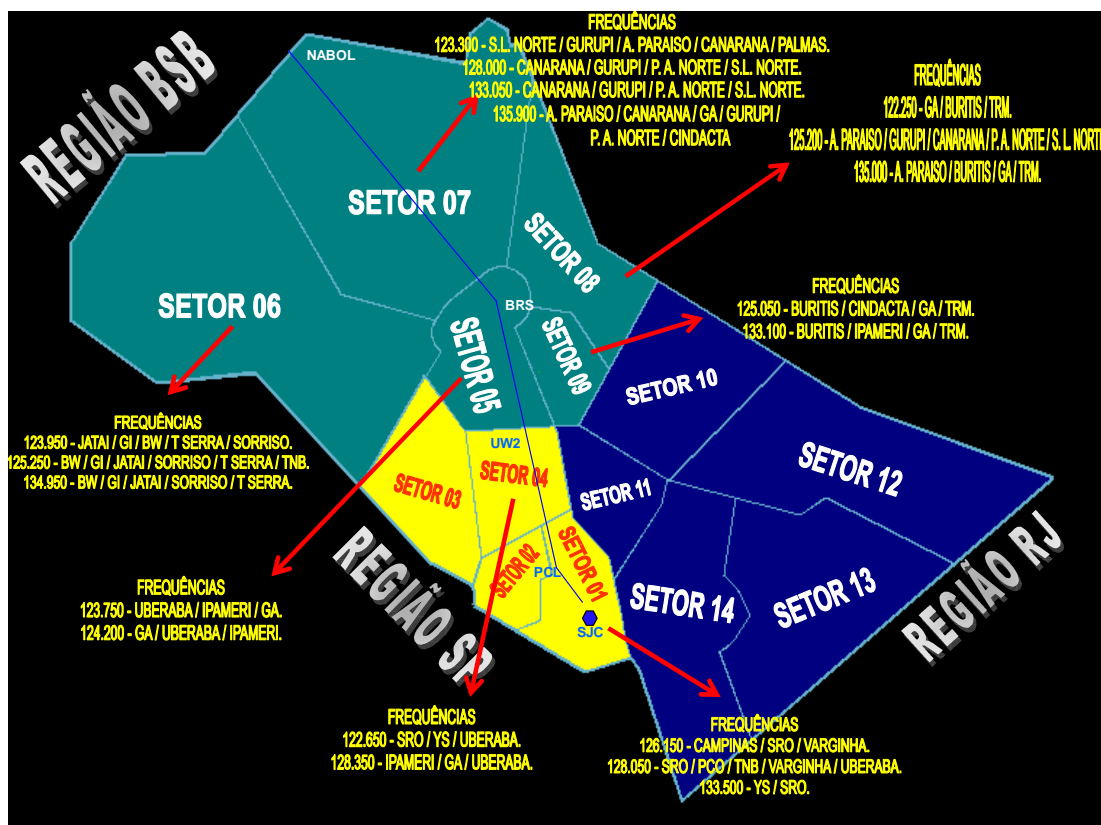 FREQUÊNCIAS
123.300 - S.L. NORTE / GURUPI / A. PARAISO / CANARANA / PALMAS.
128.000 - CANARANA / GURUPI / P. A. NORTE / S.L. NORTE.
133.050 - CANARANA / GURUPI / P. A. NORTE / S.L. NORTE.
135.900 - A. PARAISO / CANARANA / GA / GURUPI /
P. A. NORTE / CINDACTA
NABOL
REGIÃO BSB
FREQUÊNCIAS
122.250 - GA / BURITIS / TRM.
125.200 - A. PARAISO / GURUPI / CANARANA / P. A. NORTE / S. L. NORT
135.000 - A. PARAISO / BURITIS / GA / TRM.
SETOR 07
SETOR 08
SETOR 06
BRS
FREQUÊNCIAS
125.050 - BURITIS / CINDACTA / GA / TRM.
133.100 - BURITIS / IPAMERI / GA / TRM.
SETOR 05
SETOR 09
SETOR 10
FREQUÊNCIAS
123.950 - JATAI / GI / BW / T SERRA / SORRISO.
125.250 - BW / GI / JATAI / SORRISO / T SERRA / TNB.
134.950 - BW / GI / JATAI / SORRISO / T SERRA.
UW2
SETOR 03
SETOR 04
SETOR 11
SETOR 12
SETOR 02
PCL
SETOR 01
SETOR 14
SETOR 13
REGIÃO RJ
REGIÃO SP
SJC
FREQUÊNCIAS
123.750 - UBERABA / IPAMERI / GA.
124.200 - GA / UBERABA / IPAMERI.
FREQUÊNCIAS
122.650 - SRO / YS / UBERABA.
128.350 - IPAMERI / GA / UBERABA.
FREQUÊNCIAS
126.150 - CAMPINAS / SRO / VARGINHA.
128.050 - SRO / PCO / TNB / VARGINHA / UBERABA.
133.500 - YS / SRO.